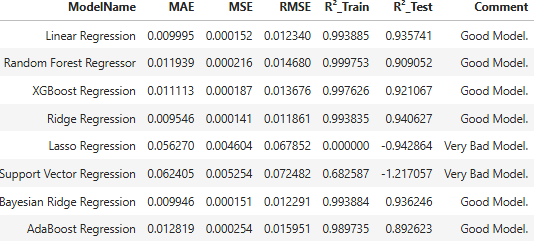 ModelName MAE MSE RMSE R²_Train R²_Test Comment
Linear Regression 0.009995 0.000152 0.012340 0.993885 0.935741 Good Model.
Random Forest Regressor 0.011939 0.000216 0.014680 0.999753 0.909052 Good Model.
XGBoost Regression 0.011113 0.000187 0.013676 0.997626 0.921067 Good Model.
Ridge Regression 0.009546 0.000141 0.011861 0.993835 0.940627 Good Model.
Lasso Regression 0.056270 0.004604 0.067852 0.000000 -0.942864 Very Bad Model.
Support Vector Regression 0.062405 0.005254 0.072482 0.682587 -1.217057 Very Bad Model.
Bayesian Ridge Regression 0.009946 0.000151 0.012291 0.993884 0.936246 Good Model.
AdaBoost Regression 0.012819 0.000254 0.015951 0.989735 0.892623 Good Model.